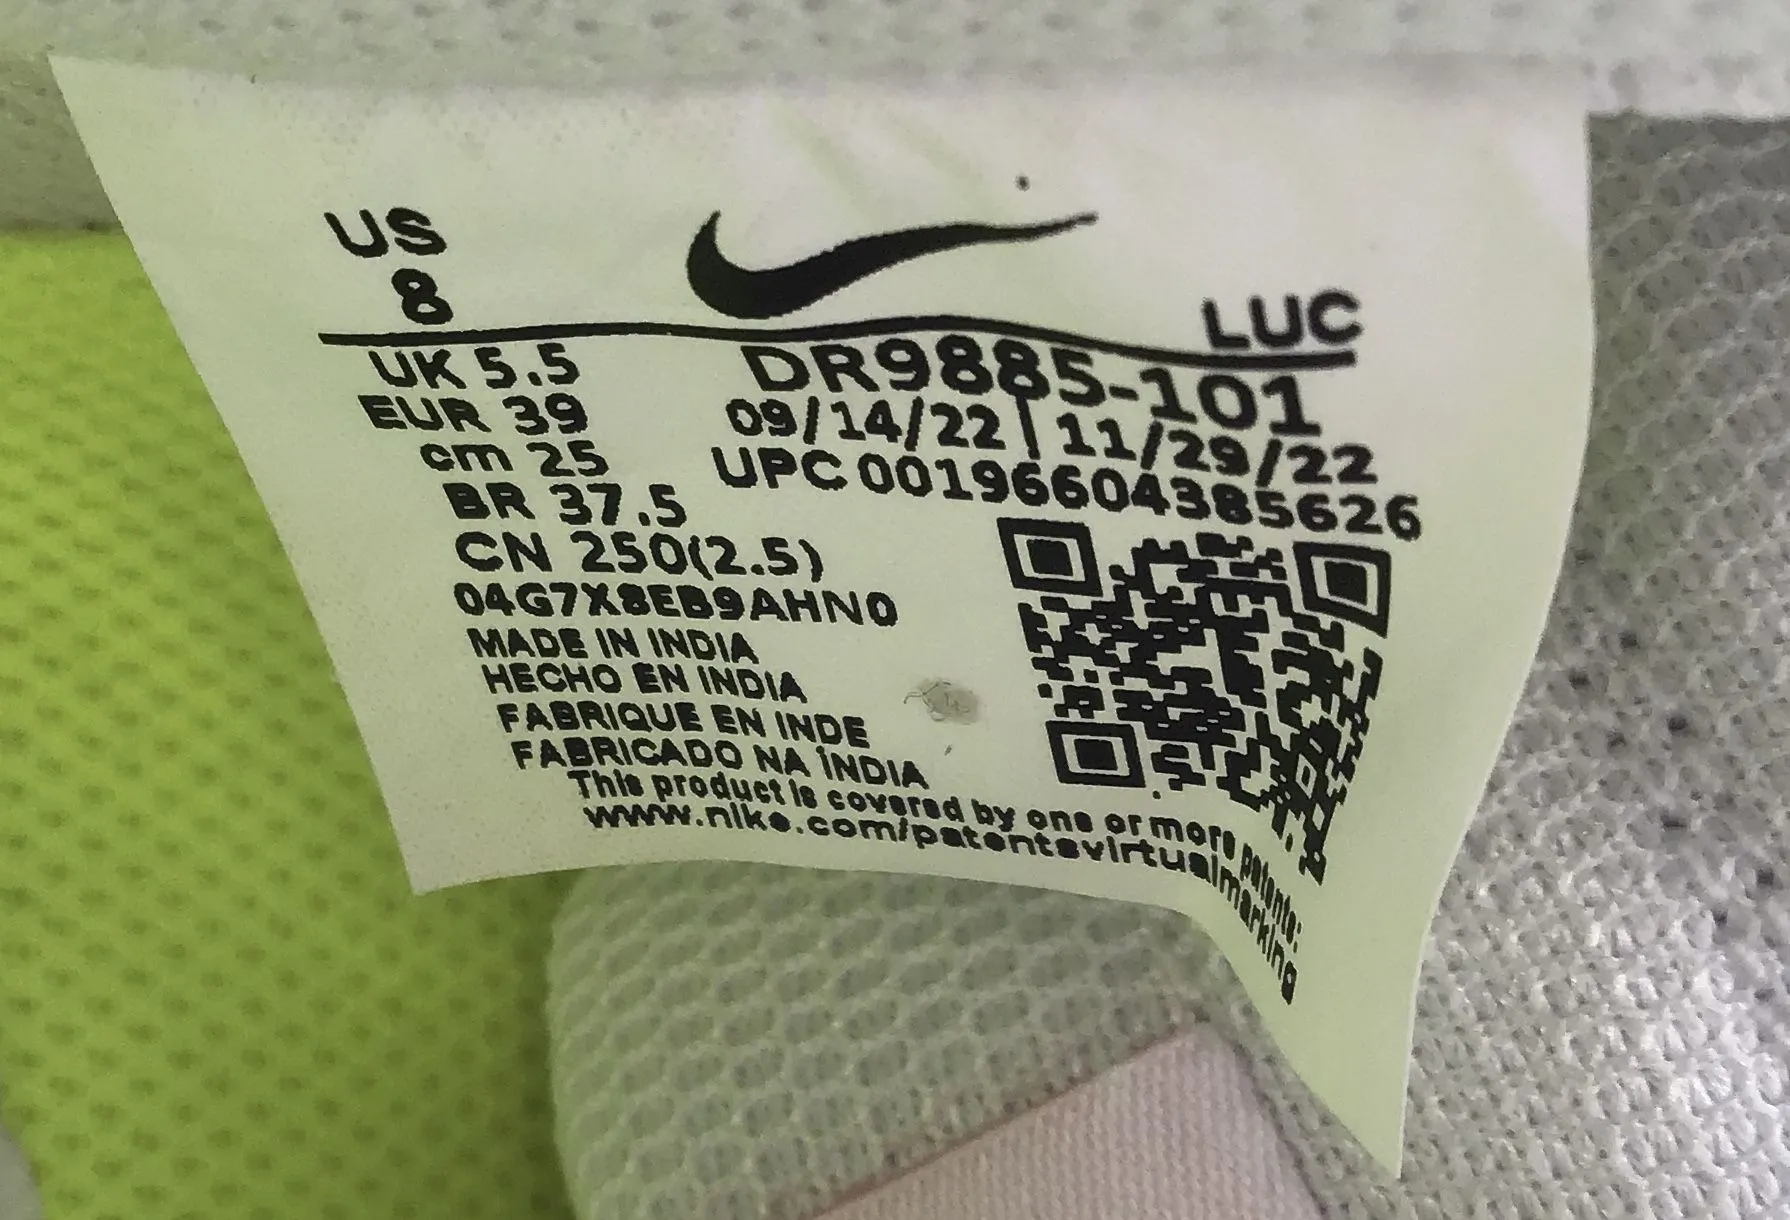 US
8
LUC
UK 5.5
EUR 39
cm 25
BR 37.5
CN 250(2.5)
DR9885-101
09/14/22 | 11/29/22
UPC 00196604385626
04G7X8EB9AHN0
MADE IN INDIA
HECHO EN INDIA
FABRIQUE EN INDE
FABRICADO NA ÍNDIA
This product is covered by one or more patents:
www.nike.com/patentsvirtualmarking